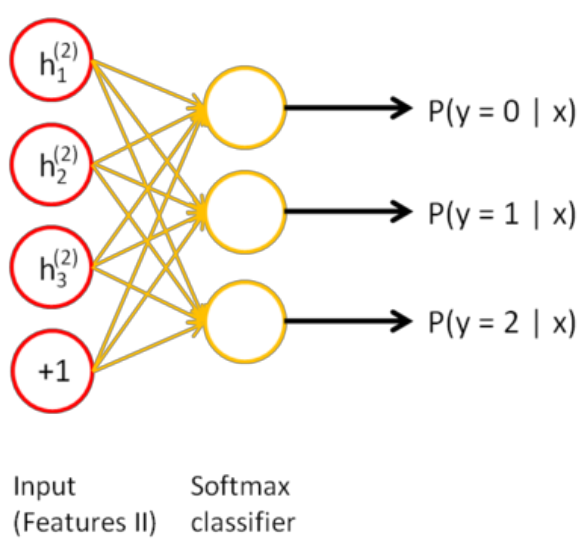 h₁⁽²⁾
P(y = 0 | x)
h₂⁽²⁾
P(y = 1 | x)
h₃⁽²⁾
P(y = 2 | x)
+1
Input
(Features II)
Softmax
classifier